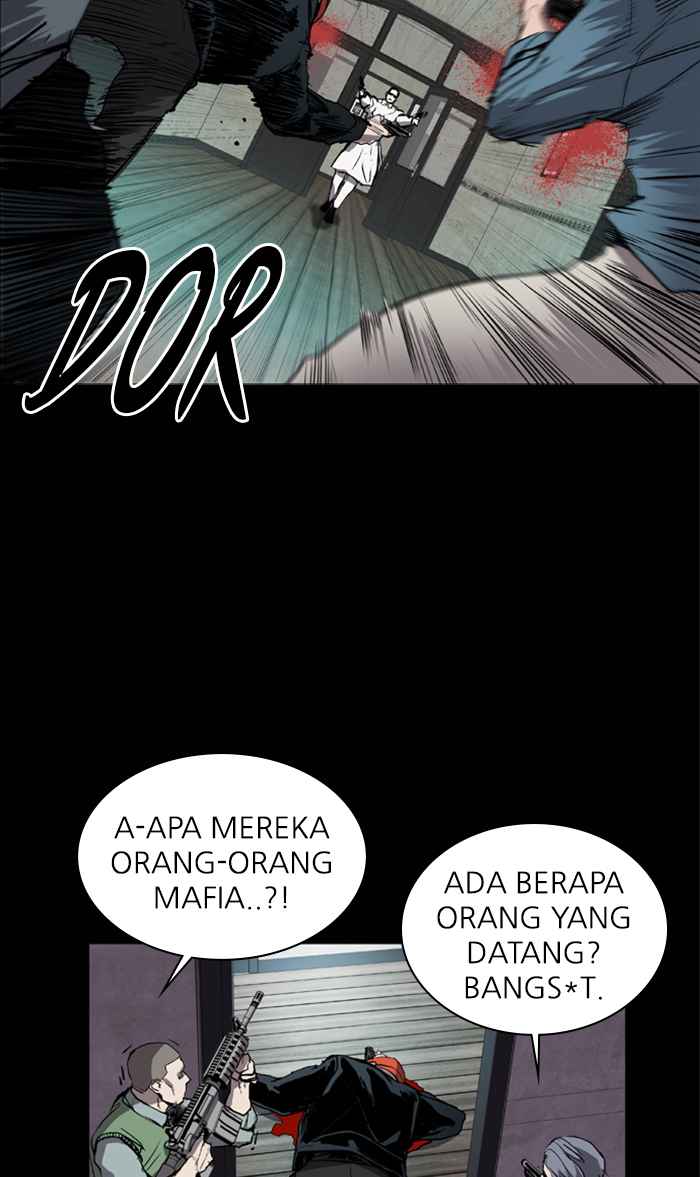 DOR
A-APA MEREKA
ORANG-ORANG
MAFIA..?!
ADA BERAPA
ORANG YANG
DATANG?
BANGS*T.